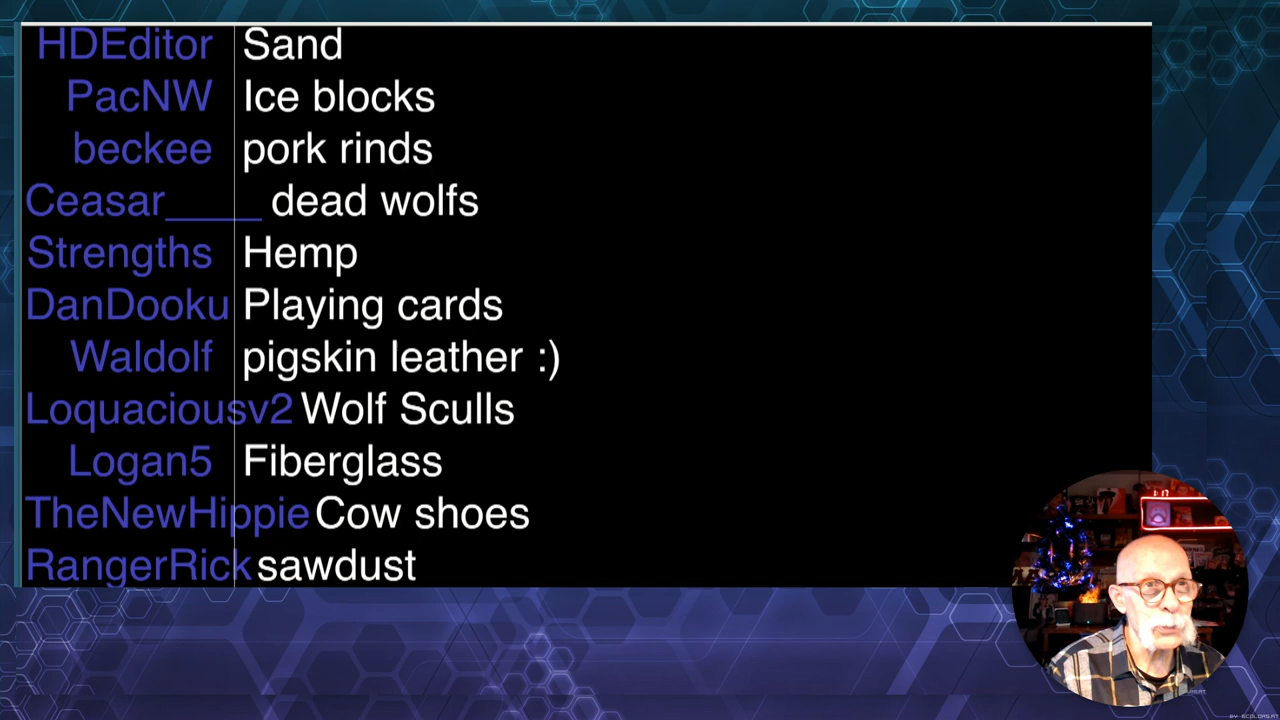 HDEditor Sand
PacNW Ice blocks
beckee pork rinds
Ceasar_____ dead wolfs
Strengths Hemp
DanDooku Playing cards
Waldolf pigskin leather :)
Loquaciousv2 Wolf Sculls
Logan5 Fiberglass
TheNewHippie Cow shoes
RangerRick sawdust